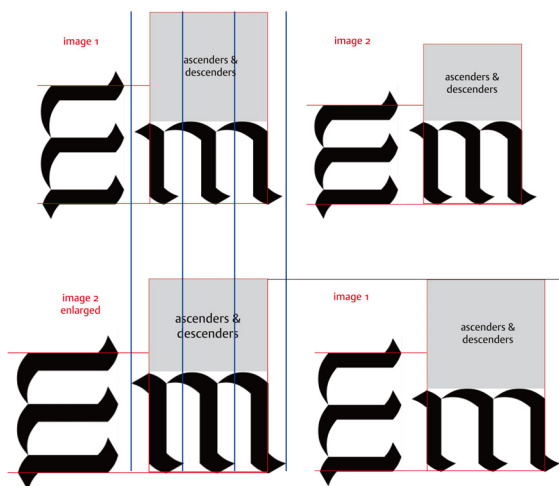 image 1
ascenders &
descenders
Em
image 2
ascenders &
descenders
Em
image 2
enlarged
ascenders &
descenders
Em
image 1
ascenders &
descenders
Em